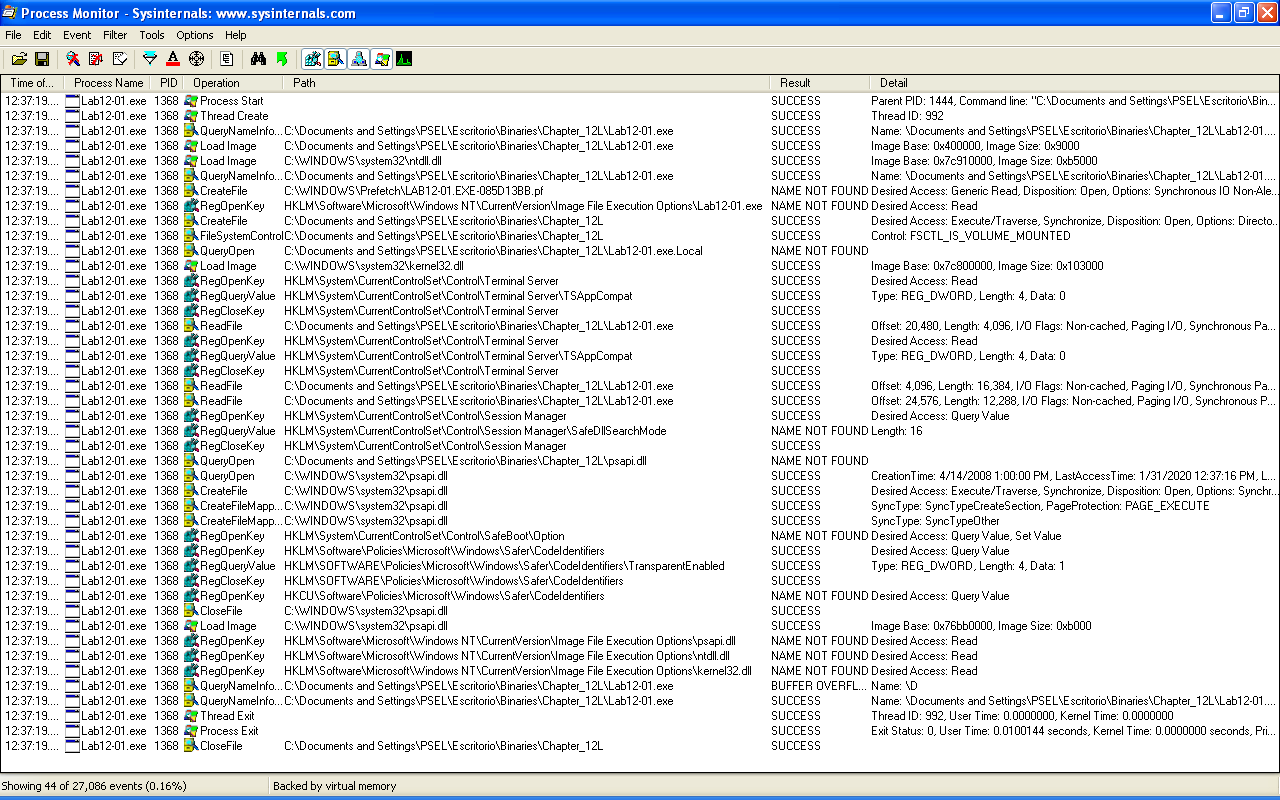 Process Monitor - Sysinternals: www.sysinternals.com
File Edit Event Filter Tools Options Help
Time of... Process Name PID Operation Path Result Detail
12:37:19.... Lab12-01.exe 1368 Process Start SUCCESS Parent PID: 1444, Command line: "C:\Documents and Settings\PSEL\Escritorio\Bin...
12:37:19.... Lab12-01.exe 1368 Thread Create SUCCESS Thread ID: 992
12:37:19.... Lab12-01.exe 1368 QueryNameInfo... C:\Documents and Settings\PSEL\Escritorio\Binaries\Chapter_12L\Lab12-01.exe SUCCESS Name: \Documents and Settings\PSEL\Escritorio\Binaries\Chapter_12L\Lab12-01....
12:37:19.... Lab12-01.exe 1368 Load Image C:\Documents and Settings\PSEL\Escritorio\Binaries\Chapter_12L\Lab12-01.exe SUCCESS Image Base: 0x400000, Image Size: 0x9000
12:37:19.... Lab12-01.exe 1368 Load Image C:\WINDOWS\system32\ntdll.dll SUCCESS Image Base: 0x7c910000, Image Size: 0xb5000
12:37:19.... Lab12-01.exe 1368 QueryNameInfo... C:\Documents and Settings\PSEL\Escritorio\Binaries\Chapter_12L\Lab12-01.exe SUCCESS Name: \Documents and Settings\PSEL\Escritorio\Binaries\Chapter_12L\Lab12-01....
12:37:19.... Lab12-01.exe 1368 CreateFile C:\WINDOWS\Prefetch\LAB12-01.EXE-085D13BB.pf NAME NOT FOUND Desired Access: Generic Read, Disposition: Open, Options: Synchronous IO Non-Ale...
12:37:19.... Lab12-01.exe 1368 RegOpenKey HKLM\Software\Microsoft\Windows NT\CurrentVersion\Image File Execution Options\Lab12-01.exe NAME NOT FOUND Desired Access: Read
12:37:19.... Lab12-01.exe 1368 CreateFile C:\Documents and Settings\PSEL\Escritorio\Binaries\Chapter_12L SUCCESS Desired Access: Execute/Traverse, Synchronize, Disposition: Open, Options: Directo...
12:37:19.... Lab12-01.exe 1368 FileSystemControl C:\Documents and Settings\PSEL\Escritorio\Binaries\Chapter_12L SUCCESS Control: FSCTL_IS_VOLUME_MOUNTED
12:37:19.... Lab12-01.exe 1368 QueryOpen C:\Documents and Settings\PSEL\Escritorio\Binaries\Chapter_12L\Lab12-01.exe.Local NAME NOT FOUND
12:37:19.... Lab12-01.exe 1368 Load Image C:\WINDOWS\system32\kernel32.dll SUCCESS Image Base: 0x7c800000, Image Size: 0x103000
12:37:19.... Lab12-01.exe 1368 RegOpenKey HKLM\System\CurrentControlSet\Control\Terminal Server SUCCESS Desired Access: Read
12:37:19.... Lab12-01.exe 1368 RegQueryValue HKLM\System\CurrentControlSet\Control\Terminal Server\TSAppCompat SUCCESS Type: REG_DWORD, Length: 4, Data: 0
12:37:19.... Lab12-01.exe 1368 RegCloseKey HKLM\System\CurrentControlSet\Control\Terminal Server SUCCESS
12:37:19.... Lab12-01.exe 1368 ReadFile C:\Documents and Settings\PSEL\Escritorio\Binaries\Chapter_12L\Lab12-01.exe SUCCESS Offset: 20,480, Length: 4,096, I/O Flags: Non-cached, Paging I/O, Synchronous Pa...
12:37:19.... Lab12-01.exe 1368 RegOpenKey HKLM\System\CurrentControlSet\Control\Terminal Server SUCCESS Desired Access: Read
12:37:19.... Lab12-01.exe 1368 RegQueryValue HKLM\System\CurrentControlSet\Control\Terminal Server\TSAppCompat SUCCESS Type: REG_DWORD, Length: 4, Data: 0
12:37:19.... Lab12-01.exe 1368 RegCloseKey HKLM\System\CurrentControlSet\Control\Terminal Server SUCCESS
12:37:19.... Lab12-01.exe 1368 ReadFile C:\Documents and Settings\PSEL\Escritorio\Binaries\Chapter_12L\Lab12-01.exe SUCCESS Offset: 4,096, Length: 16,384, I/O Flags: Non-cached, Paging I/O, Synchronous Pa...
12:37:19.... Lab12-01.exe 1368 ReadFile C:\Documents and Settings\PSEL\Escritorio\Binaries\Chapter_12L\Lab12-01.exe SUCCESS Offset: 24,576, Length: 12,288, I/O Flags: Non-cached, Paging I/O, Synchronous P...
12:37:19.... Lab12-01.exe 1368 RegOpenKey HKLM\System\CurrentControlSet\Control\Session Manager SUCCESS Desired Access: Query Value
12:37:19.... Lab12-01.exe 1368 RegQueryValue HKLM\System\CurrentControlSet\Control\Session Manager\SafeDllSearchMode NAME NOT FOUND Length: 16
12:37:19.... Lab12-01.exe 1368 RegCloseKey HKLM\System\CurrentControlSet\Control\Session Manager SUCCESS
12:37:19.... Lab12-01.exe 1368 QueryOpen C:\Documents and Settings\PSEL\Escritorio\Binaries\Chapter_12L\psapi.dll NAME NOT FOUND
12:37:19.... Lab12-01.exe 1368 QueryOpen C:\WINDOWS\system32\psapi.dll SUCCESS CreationTime: 4/14/2008 1:00:00 PM, LastAccessTime: 1/31/2020 12:37:16 PM, L...
12:37:19.... Lab12-01.exe 1368 CreateFile C:\WINDOWS\system32\psapi.dll SUCCESS Desired Access: Execute/Traverse, Synchronize, Disposition: Open, Options: Synchr...
12:37:19.... Lab12-01.exe 1368 CreateFileMapp... C:\WINDOWS\system32\psapi.dll SUCCESS SyncType: SyncTypeCreateSection, PageProtection: PAGE_EXECUTE
12:37:19.... Lab12-01.exe 1368 CreateFileMapp... C:\WINDOWS\system32\psapi.dll SUCCESS SyncType: SyncTypeOther
12:37:19.... Lab12-01.exe 1368 RegOpenKey HKLM\System\CurrentControlSet\Control\SafeBoot\Option NAME NOT FOUND Desired Access: Query Value, Set Value
12:37:19.... Lab12-01.exe 1368 RegOpenKey HKLM\Software\Policies\Microsoft\Windows\Safer\CodeIdentifiers SUCCESS Desired Access: Query Value
12:37:19.... Lab12-01.exe 1368 RegQueryValue HKLM\SOFTWARE\Policies\Microsoft\Windows\Safer\CodeIdentifiers\TransparentEnabled SUCCESS Type: REG_DWORD, Length: 4, Data: 1
12:37:19.... Lab12-01.exe 1368 RegCloseKey HKLM\SOFTWARE\Policies\Microsoft\Windows\Safer\CodeIdentifiers SUCCESS
12:37:19.... Lab12-01.exe 1368 RegOpenKey HKCU\Software\Policies\Microsoft\Windows\Safer\CodeIdentifiers NAME NOT FOUND Desired Access: Query Value
12:37:19.... Lab12-01.exe 1368 CloseFile C:\WINDOWS\system32\psapi.dll SUCCESS
12:37:19.... Lab12-01.exe 1368 Load Image C:\WINDOWS\system32\psapi.dll SUCCESS Image Base: 0x76bb0000, Image Size: 0xb000
12:37:19.... Lab12-01.exe 1368 RegOpenKey HKLM\Software\Microsoft\Windows NT\CurrentVersion\Image File Execution Options\psapi.dll NAME NOT FOUND Desired Access: Read
12:37:19.... Lab12-01.exe 1368 RegOpenKey HKLM\Software\Microsoft\Windows NT\CurrentVersion\Image File Execution Options\ntdll.dll NAME NOT FOUND Desired Access: Read
12:37:19.... Lab12-01.exe 1368 RegOpenKey HKLM\Software\Microsoft\Windows NT\CurrentVersion\Image File Execution Options\kernel32.dll NAME NOT FOUND Desired Access: Read
12:37:19.... Lab12-01.exe 1368 QueryNameInfo... C:\Documents and Settings\PSEL\Escritorio\Binaries\Chapter_12L\Lab12-01.exe BUFFER OVERFL... Name: \D
12:37:19.... Lab12-01.exe 1368 QueryNameInfo... C:\Documents and Settings\PSEL\Escritorio\Binaries\Chapter_12L\Lab12-01.exe SUCCESS Name: \Documents and Settings\PSEL\Escritorio\Binaries\Chapter_12L\Lab12-01....
12:37:19.... Lab12-01.exe 1368 Thread Exit SUCCESS Thread ID: 992, User Time: 0.0000000, Kernel Time: 0.0000000
12:37:19.... Lab12-01.exe 1368 Process Exit SUCCESS Exit Status: 0, User Time: 0.0100144 seconds, Kernel Time: 0.0000000 seconds, Pri...
12:37:19.... Lab12-01.exe 1368 CloseFile C:\Documents and Settings\PSEL\Escritorio\Binaries\Chapter_12L SUCCESS
Showing 44 of 27,086 events (0.16%) Backed by virtual memory